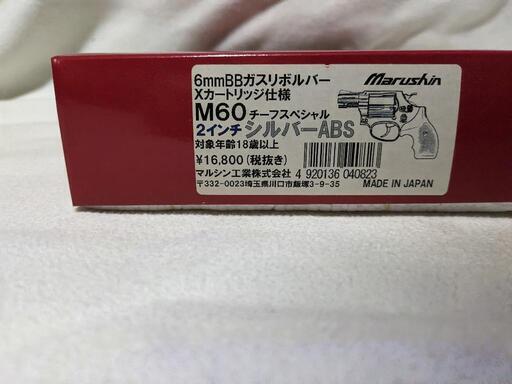 6mmBBガスリボルバー
Marushin
Xカートリッジ仕様
M60 チーフスペシャル
2インチ シルバーABS
対象年齢18歳以上
¥16,800(税抜き)
マルシン工業株式会社 4 920136 040823
〒332-0023埼玉県川口市飯塚3-9-35 MADE IN JAPAN